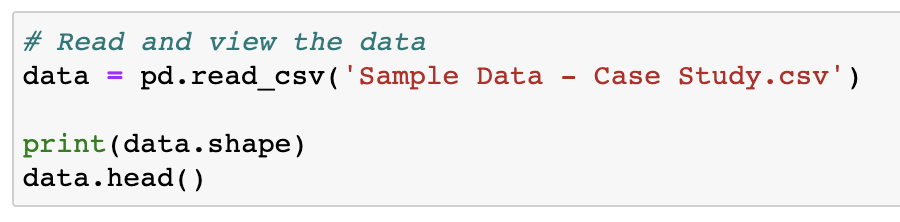 # Read and view the data
data = pd.read_csv('Sample Data - Case Study.csv')
print(data.shape)
data.head()